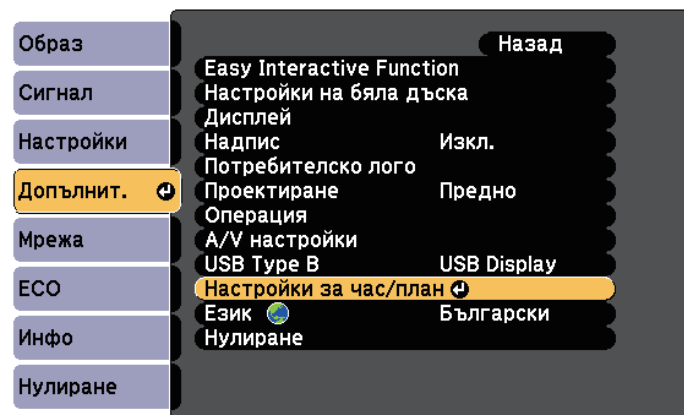 Образ
Сигнал
Настройки
Допълнит.
Мрежа
ECO
Инфо
Нулиране
Назад
Easy Interactive Function
Настройки на бяла дъска
Дисплей
Надпис Изкл.
Потребителско лого
Проектиране Предно
Операция
A/V настройки
USB Type B USB Display
Настройки за час/план
Език Български
Нулиране